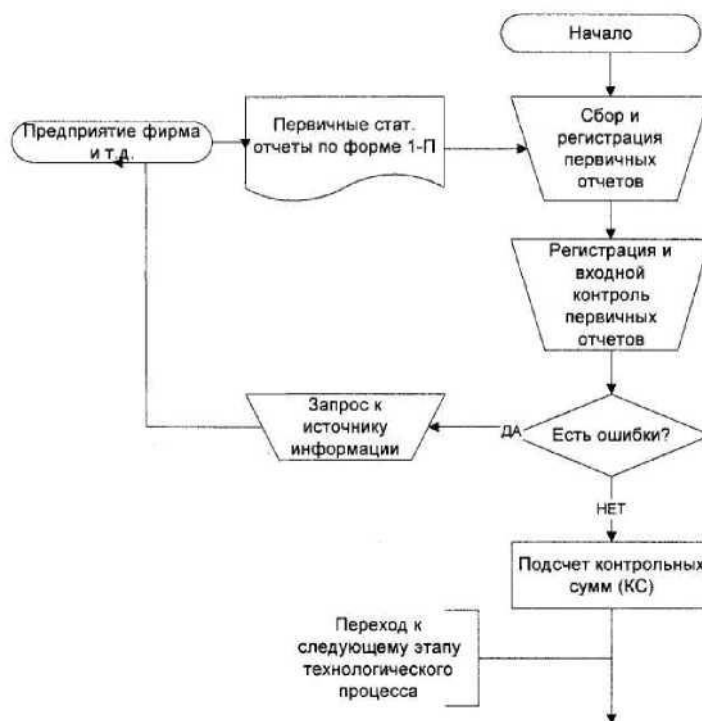 Начало
Предприятие фирма
и т.д.
Первичные стат.
отчеты по форме 1-П
Сбор и
регистрация
первичных
отчетов
Регистрация и
входной
контроль
первичных
отчетов
Запрос к
источнику
информации
ДА
Есть ошибки?
НЕТ
Подсчет контрольных
сумм (КС)
Переход к
следующему этапу
технологического
процесса